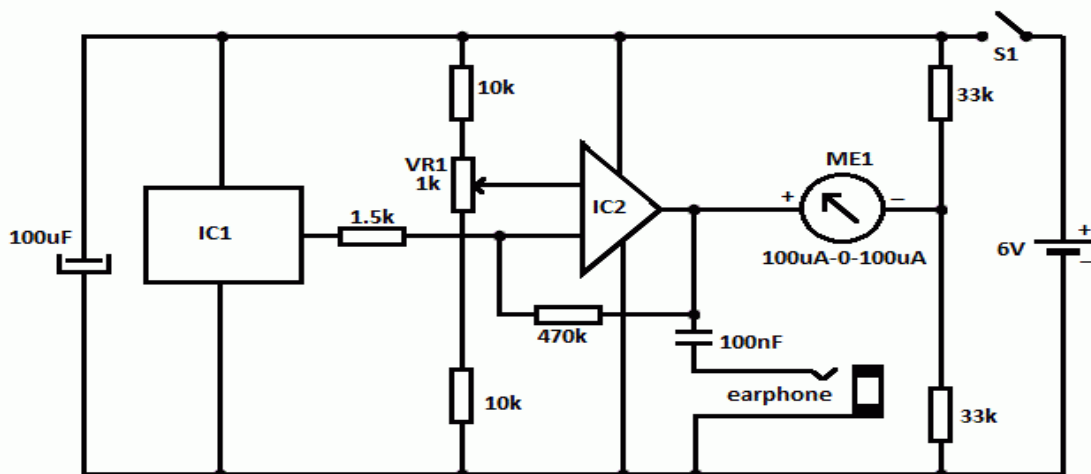 S1
10k
33k
VR1
1k
ME1
+
–
IC2
1.5k
IC1
100uF
100uA-0-100uA
6V
+
–
470k
100nF
earphone
10k
33k